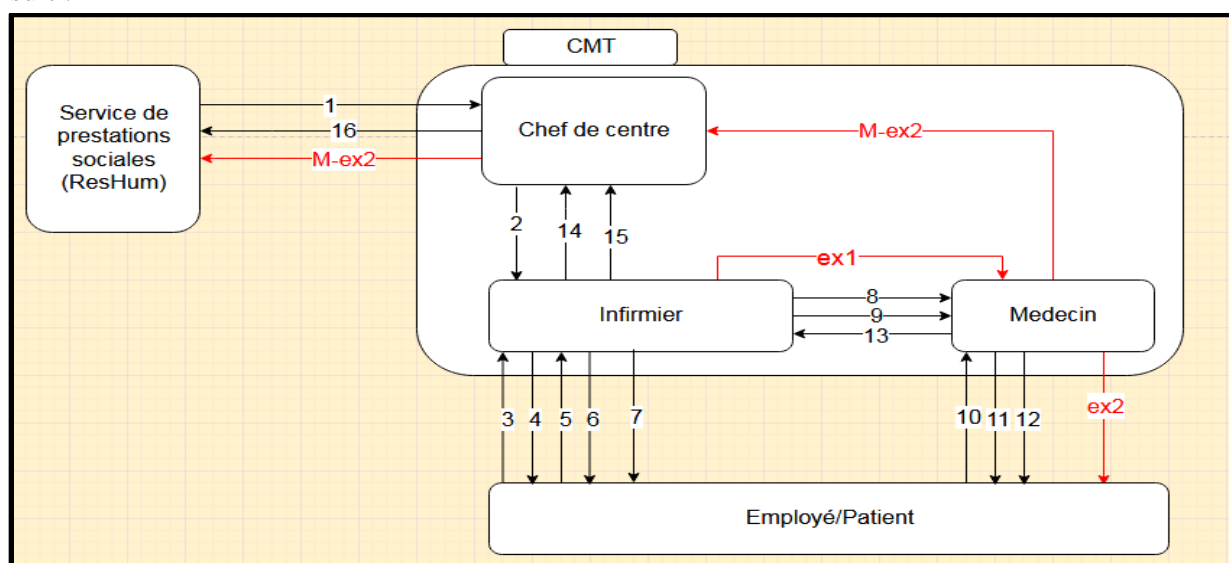 CMT
Service de
prestations
sociales
(ResHum)
1
16
M-ex2
Chef de centre
M-ex2
2
14
15
ex1
Infirmier
8
9
13
Medecin
3
4
5
6
7
10
11
12
ex2
Employé/Patient